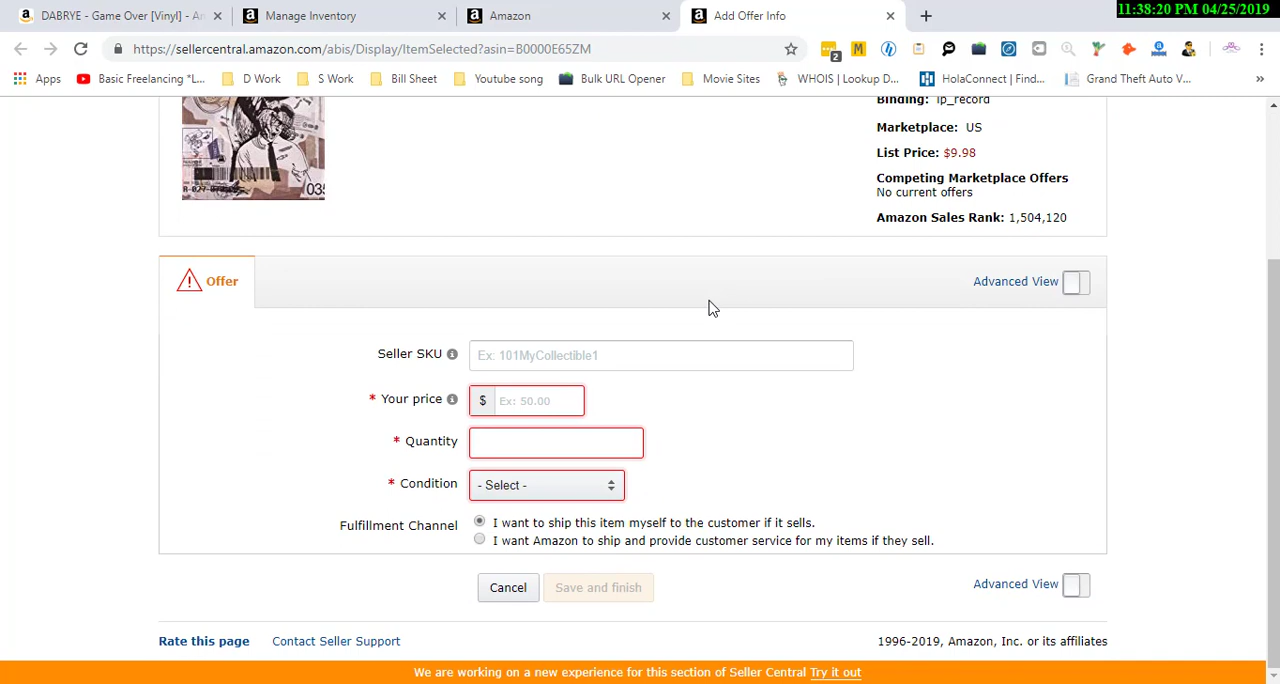 11:38:20 PM 04/25/2019
DABRYE - Game Over [Vinyl] - An
Manage Inventory
Amazon
Add Offer Info
https://sellercentral.amazon.com/abis/Display/ItemSelected?asin=B0000E65ZM
2
M
Apps
Basic Freelancing *L...
D Work
S Work
Bill Sheet
Youtube song
Bulk URL Opener
Movie Sites
WHOIS | Lookup D...
HolaConnect | Find...
Grand Theft Auto V...
»
Binding: lp_record
Marketplace: US
List Price: $9.98
Competing Marketplace Offers
No current offers
Amazon Sales Rank: 1,504,120
Offer
Advanced View
Seller SKU
Ex: 101MyCollectible1
* Your price
$ Ex: 50.00
* Quantity
* Condition
- Select -
Fulfillment Channel
I want to ship this item myself to the customer if it sells.
I want Amazon to ship and provide customer service for my items if they sell.
Cancel
Save and finish
Advanced View
Rate this page
Contact Seller Support
1996-2019, Amazon, Inc. or its affiliates
We are working on a new experience for this section of Seller Central Try it out